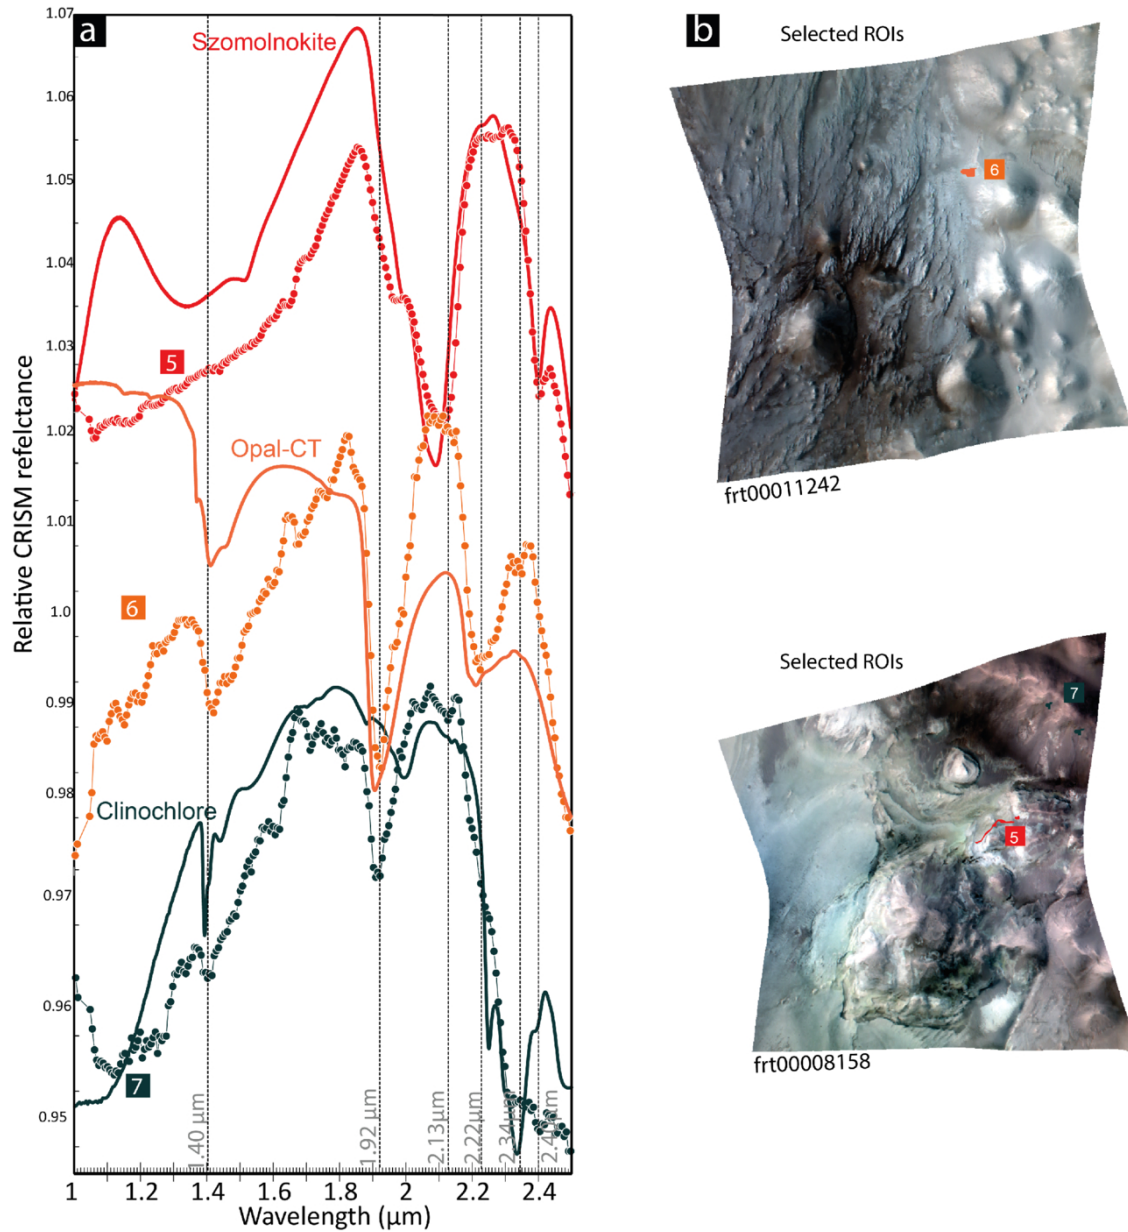 a
1.07
1.06
1.05
1.04
1.03
1.02
1.01
1.0
0.99
0.98
0.97
0.96
0.95
Relative CRISM refelctance
Szomolnokite
5
Opal-CT
6
Clinochlore
7
1.40 µm
1.92 µm
2.13µm
2.22µm
2.34µm
2.40µm
1 1.2 1.4 1.6 1.8 2 2.2 2.4
Wavelength (µm)
b
Selected ROIs
6
frt00011242
Selected ROIs
7
5
frt00008158